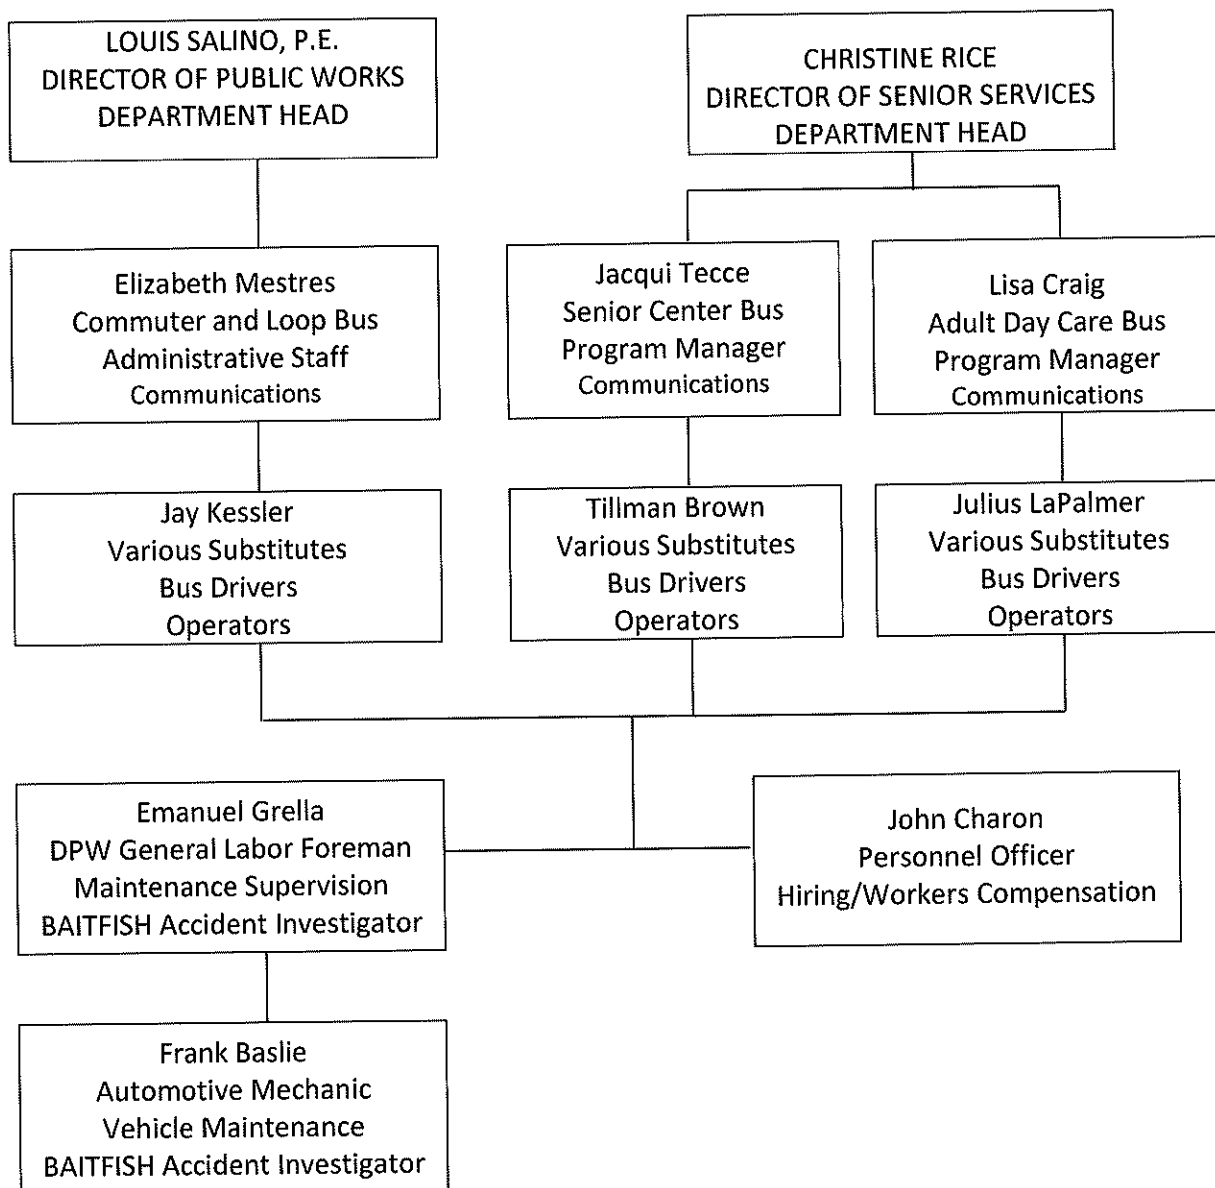 LOUIS SALINO, P.E.
DIRECTOR OF PUBLIC WORKS
DEPARTMENT HEAD
CHRISTINE RICE
DIRECTOR OF SENIOR SERVICES
DEPARTMENT HEAD
Elizabeth Mestres
Commuter and Loop Bus
Administrative Staff
Communications
Jacqui Tecce
Senior Center Bus
Program Manager
Communications
Lisa Craig
Adult Day Care Bus
Program Manager
Communications
Jay Kessler
Various Substitutes
Bus Drivers
Operators
Tillman Brown
Various Substitutes
Bus Drivers
Operators
Julius LaPalmer
Various Substitutes
Bus Drivers
Operators
Emanuel Grella
DPW General Labor Foreman
Maintenance Supervision
BAITFISH Accident Investigator
John Charon
Personnel Officer
Hiring/Workers Compensation
Frank Baslie
Automotive Mechanic
Vehicle Maintenance
BAITFISH Accident Investigator